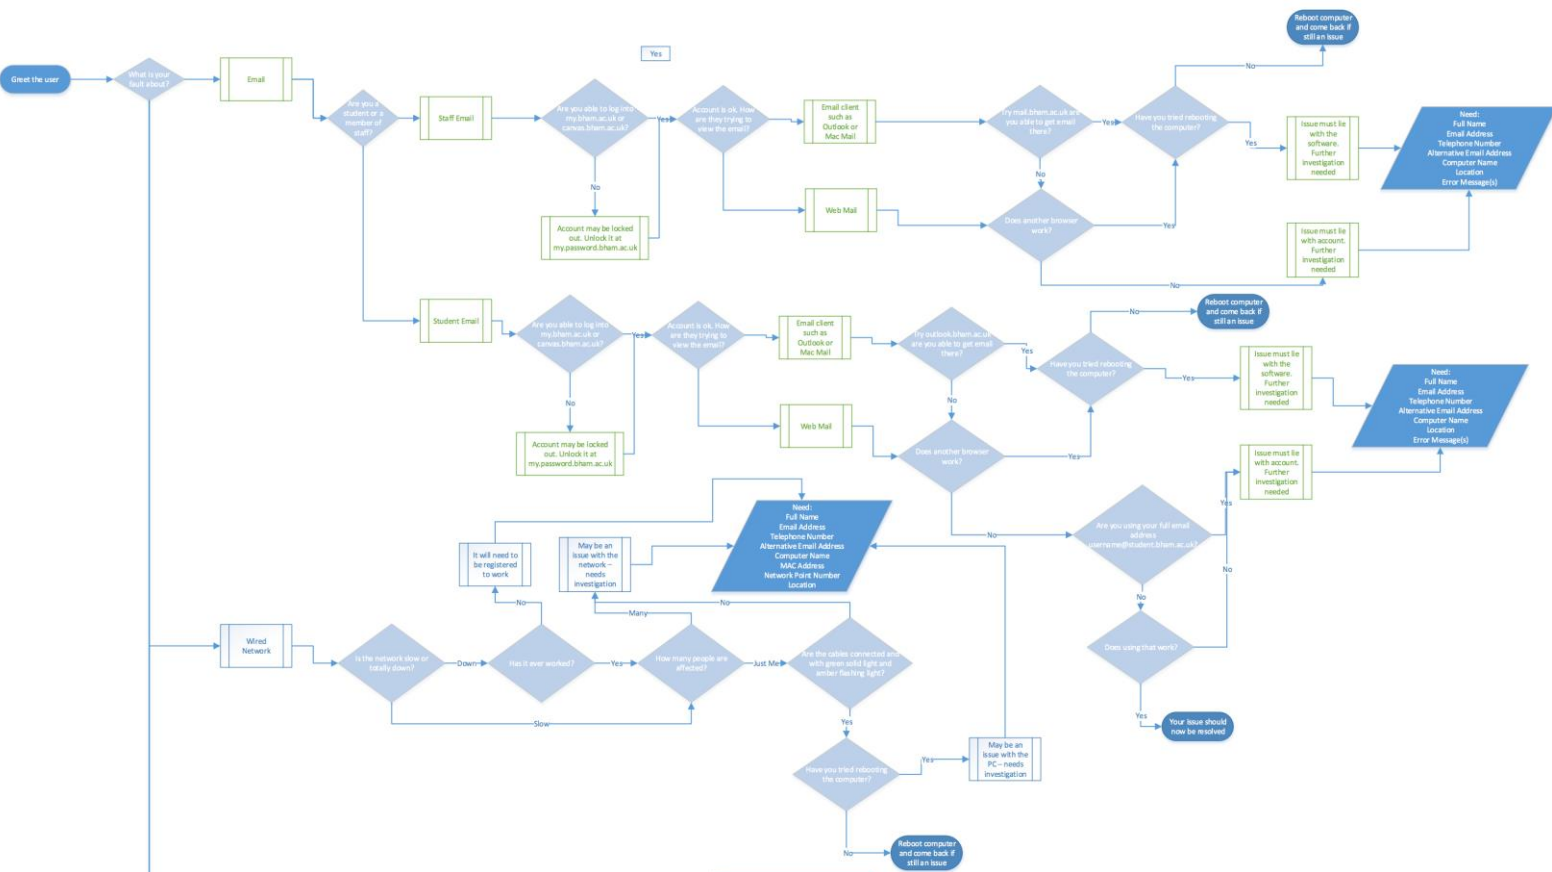 Greet the user
What is your
fault about?
Email
Are you a
student or a
member of
staff?
Yes
Staff Email
Are you able to log into
my.bham.ac.uk or
canvas.bham.ac.uk?
Yes
No
Account may be locked
out. Unlock it at
my.password.bham.ac.uk
Account is ok. How
are they trying to
view the email?
Email client
such as
Outlook or
Mac Mail
Web Mail
Try mail.bham.ac.uk are
you able to get email
there?
Yes
No
Does another browser
work?
Yes
No
Have you tried rebooting
the computer?
No
Reboot computer
and come back if
still an issue
Yes
Issue must lie
with the
software.
Further
investigation
needed
Issue must lie
with account.
Further
investigation
needed
Need:
Full Name
Email Address
Telephone Number
Alternative Email Address
Computer Name
Location
Error Message(s)
Student Email
Are you able to log into
my.bham.ac.uk or
canvas.bham.ac.uk?
Yes
No
Account may be locked
out. Unlock it at
my.password.bham.ac.uk
Account is ok. How
are they trying to
view the email?
Email client
such as
Outlook or
Mac Mail
Web Mail
Try outlook.bham.ac.uk
are you able to get email
there?
Yes
No
Does another browser
work?
Yes
No
Have you tried rebooting
the computer?
No
Reboot computer
and come back if
still an issue
Yes
Issue must lie
with the
software.
Further
investigation
needed
Issue must lie
with account.
Further
investigation
needed
Need:
Full Name
Email Address
Telephone Number
Alternative Email Address
Computer Name
Location
Error Message(s)
Are you using your full email
address
username@student.bham.ac.uk?
Yes
No
No
Does using that work?
Yes
Your issue should
now be resolved
Wired
Network
Is the network slow or
totally down?
Down
Slow
Has it ever worked?
No
It will need to
be registered
to work
Yes
How many people are
affected?
Many
May be an
issue with the
network –
needs
investigation
Just Me
Are the cables connected and
with green solid light and
amber flashing light?
No
Yes
Have you tried rebooting
the computer?
Yes
May be an
issue with the
PC – needs
investigation
No
Reboot computer
and come back if
still an issue
Need:
Full Name
Email Address
Telephone Number
Alternative Email Address
Computer Name
MAC Address
Network Point Number
Location